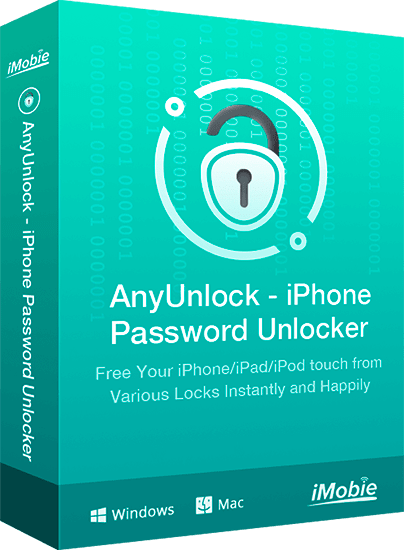 iMobie
AnyUnlock - iPhone Password Unlocker
AnyUnlock - iPhone
Password Unlocker
Free Your iPhone/iPad/iPod touch from
Various Locks Instantly and Happily
Windows
Mac
iMobie